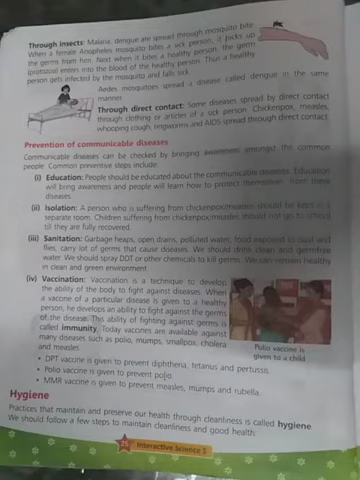 Through insects: Malaria, dengue are spread through mosquito bite.
When a female Anopheles mosquito bites a sick person, it picks up
the germs from him. Next when it bites a healthy person, the germ
(protozoa) enters into the blood of the healthy person. Thus a healthy
person gets infected by the mosquito and falls sick.
Aedes mosquitoes spread a disease called dengue in the same
manner.
Through direct contact: Some diseases spread by direct contact
through clothing or articles of a sick person. Chickenpox, measles,
whooping cough, ringworms and AIDS spread through direct contact.
Prevention of communicable diseases
Communicable diseases can be checked by bringing awareness amongst the common
people. Common preventive steps include:
(i) Education: People should be educated about the communicable diseases. Education
will bring awareness and people will learn how to protect themselves from these
diseases.
(ii) Isolation: A person who is suffering from chickenpox/measles should be kept in a
separate room. Children suffering from chickenpox/measles should not go to school
till they are fully recovered.
(iii) Sanitation: Garbage heaps, open drains, polluted water, food exposed to dust and
flies, carry lot of germs that cause diseases. We should drink clean and germfree
water. We should spray DDT or other chemicals to kill germs. We can remain healthy
in clean and green environment.
(iv) Vaccination: Vaccination is a technique to develop
the ability of the body to fight against diseases. When
a vaccine of a particular disease is given to a healthy
person, he develops an ability to fight against the germs
of the disease. This ability of fighting against germs is
called immunity. Today vaccines are available against
many diseases such as polio, mumps, smallpox, cholera
and measles.
Polio vaccine is
given to a child
• DPT vaccine is given to prevent diphtheria, tetanus and pertussis.
• Polio vaccine is given to prevent polio.
• MMR vaccine is given to prevent measles, mumps and rubella.
Hygiene
Practices that maintain and preserve our health through cleanliness is called hygiene.
We should follow a few steps to maintain cleanliness and good health:
Interactive Science 5